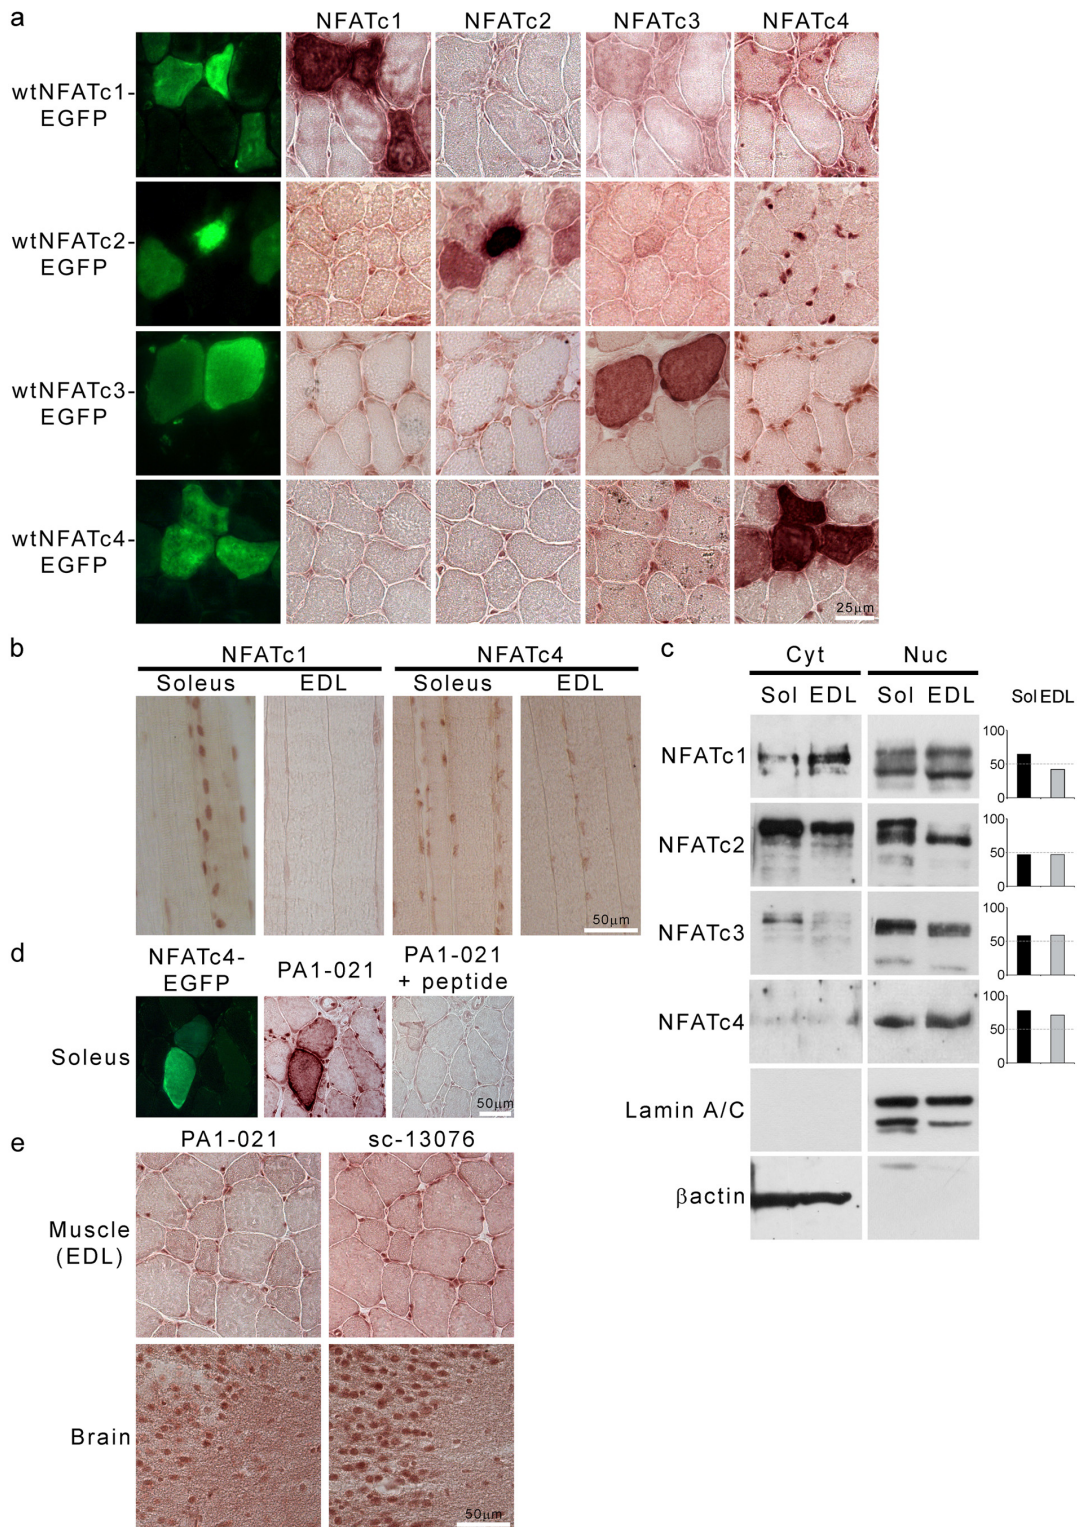 a
NFATc1 NFATc2 NFATc3 NFATc4
wtNFATc1-
EGFP
wtNFATc2-
EGFP
wtNFATc3-
EGFP
wtNFATc4-
EGFP
25μm
b
NFATc1 NFATc4
Soleus EDL Soleus EDL
50μm
c
Cyt Nuc
Sol EDL Sol EDL Sol EDL
NFATc1
100
50
0
NFATc2
100
50
0
NFATc3
100
50
0
NFATc4
100
50
0
Lamin A/C
βactin
d
NFATc4-
EGFP
PA1-021
PA1-021
+ peptide
Soleus
50μm
e
PA1-021 sc-13076
Muscle
(EDL)
Brain
50μm